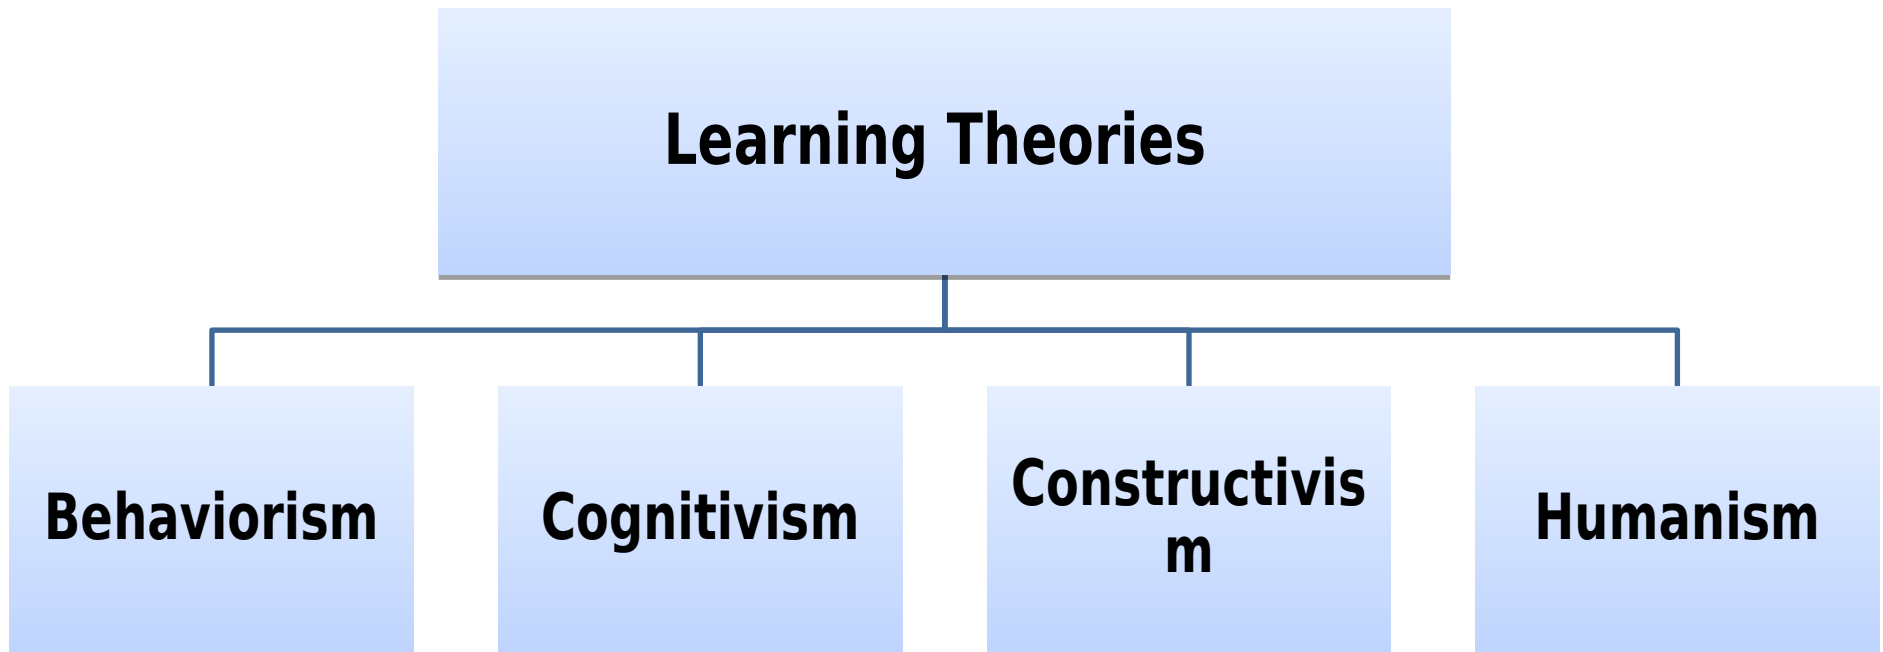 Learning Theories
Behaviorism
Cognitivism
Constructivis
m
Humanism